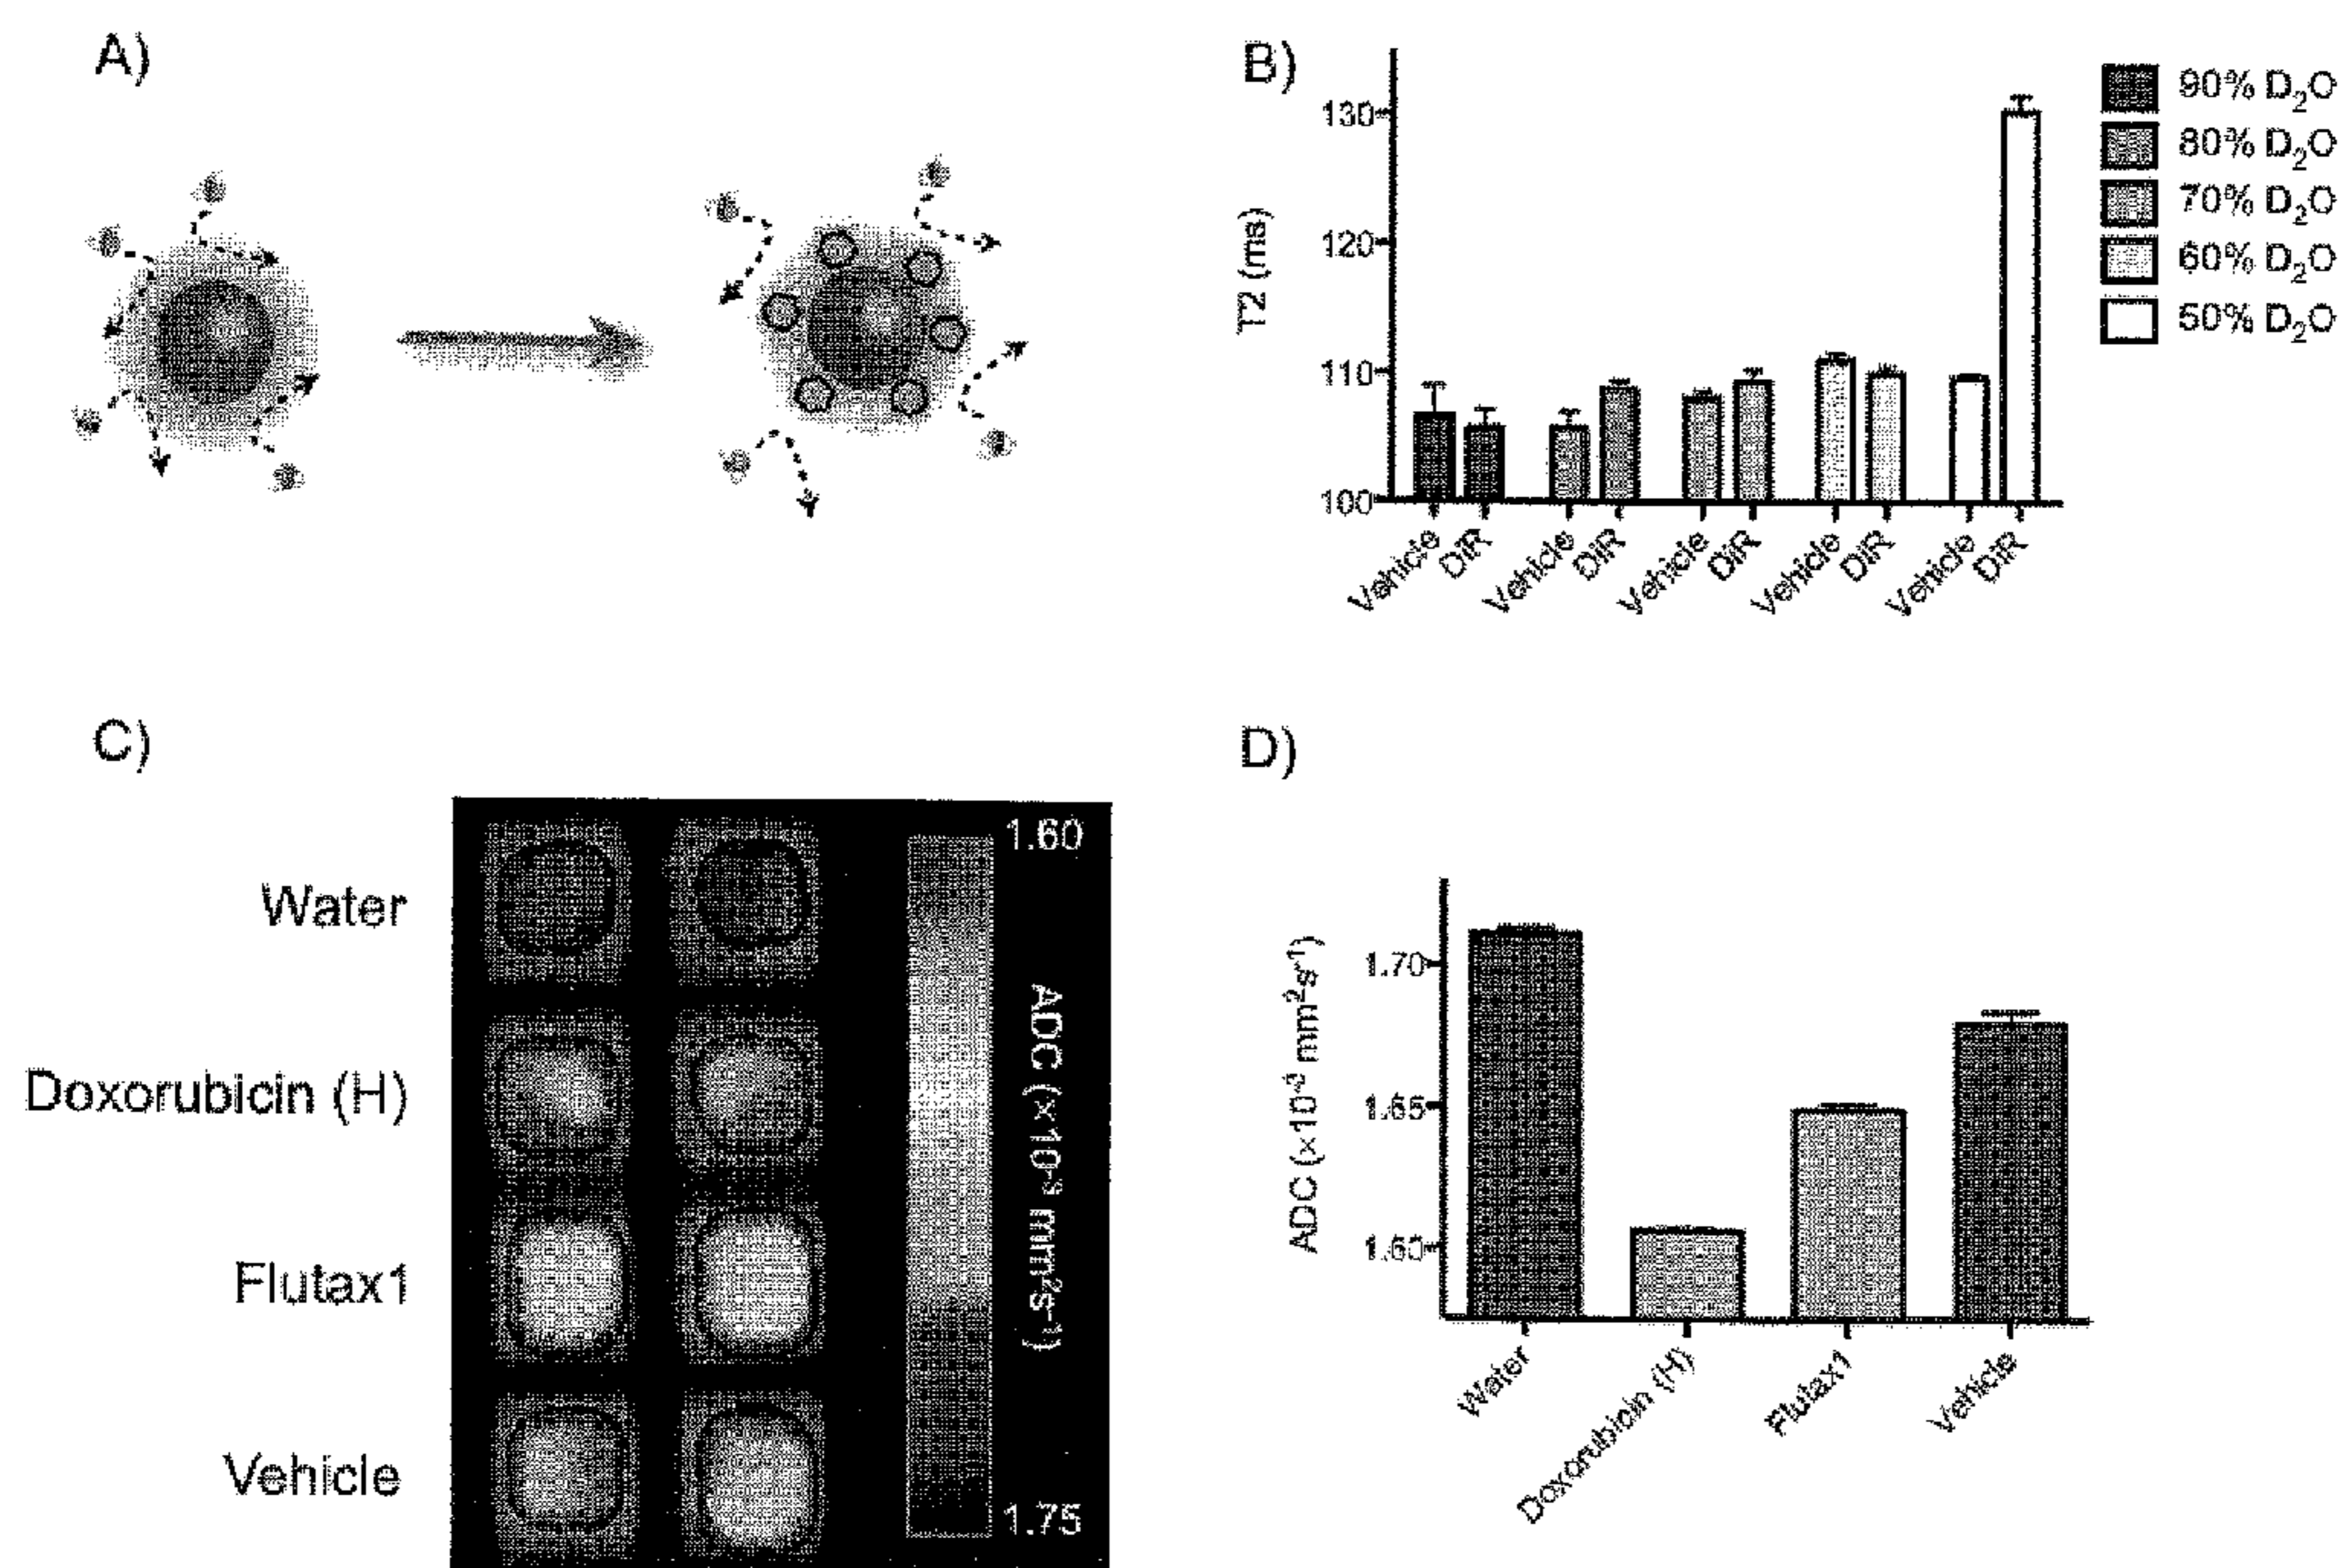 A)
B)
T2 (ms)
130
120
110
100
Vehicle
DiR
Vehicle
DiR
Vehicle
DiR
Vehicle
DiR
Vehicle
DiR
90% D₂O
80% D₂O
70% D₂O
60% D₂O
50% D₂O
C)
Water
Doxorubicin (H)
Flutax1
Vehicle
1.60
ADC (×10⁻³ mm²s⁻¹)
1.75
D)
ADC (×10⁻³ mm²s⁻¹)
1.70
1.65
1.60
Water
Doxorubicin (H)
Flutax1
Vehicle